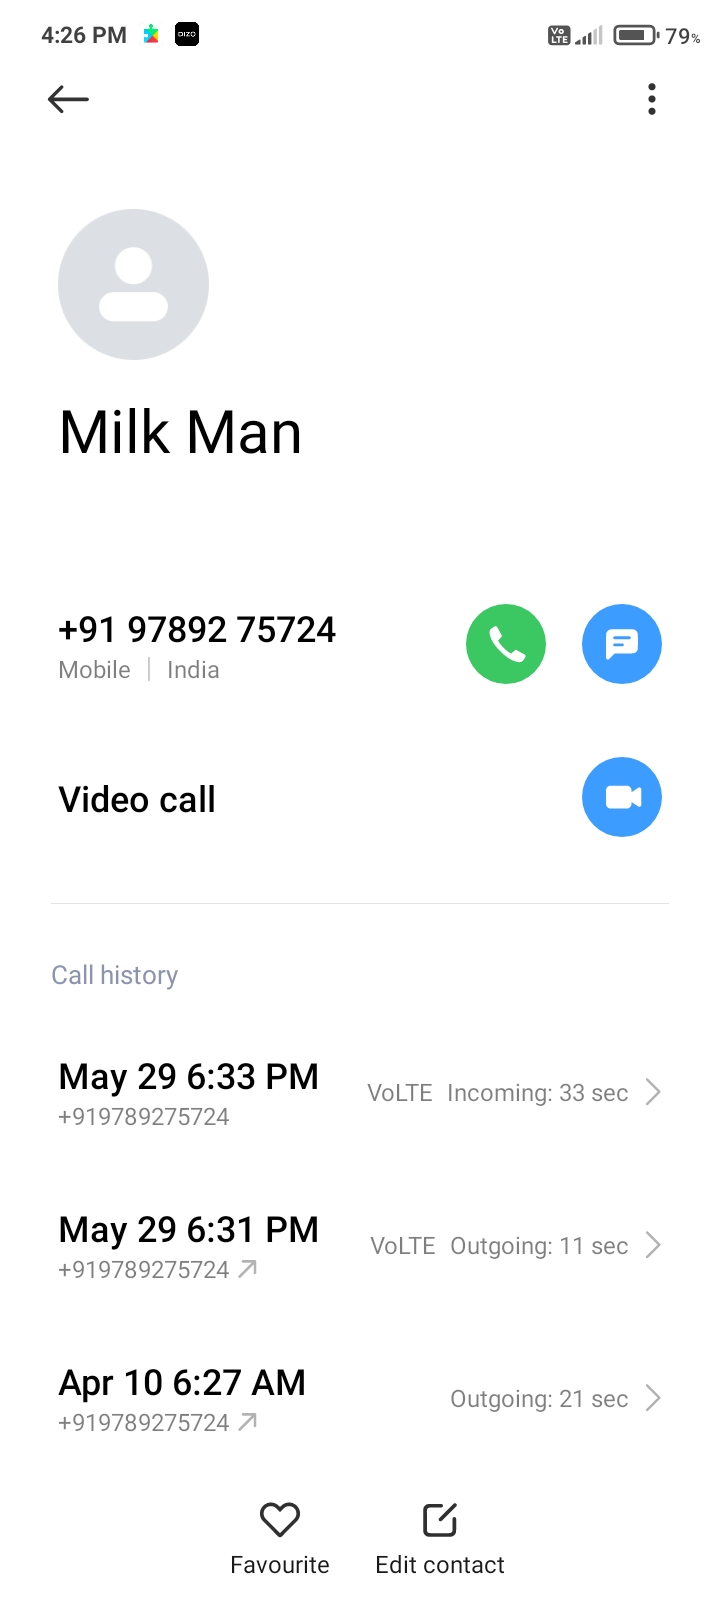 4:26 PM DIZO Vo LTE 79%
Milk Man
+91 97892 75724
Mobile | India
Video call
Call history
May 29 6:33 PM
+919789275724
VoLTE Incoming: 33 sec
May 29 6:31 PM
+919789275724
VoLTE Outgoing: 11 sec
Apr 10 6:27 AM
+919789275724
Outgoing: 21 sec
Favourite Edit contact